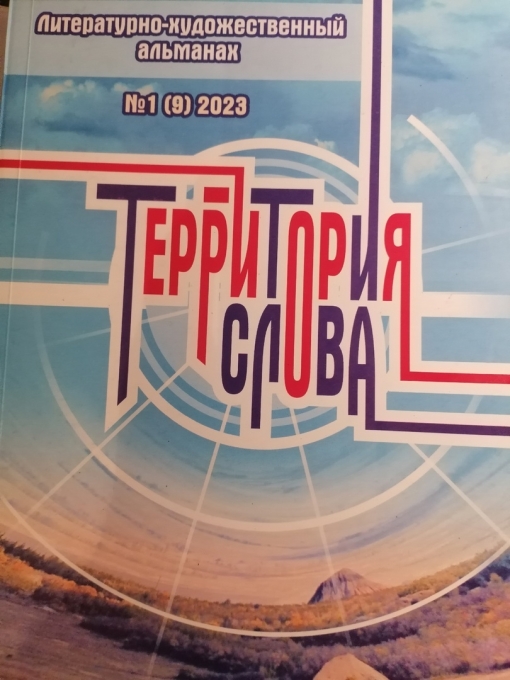 Литературно-художественный
альманах
№1 (9) 2023
Территория
слова